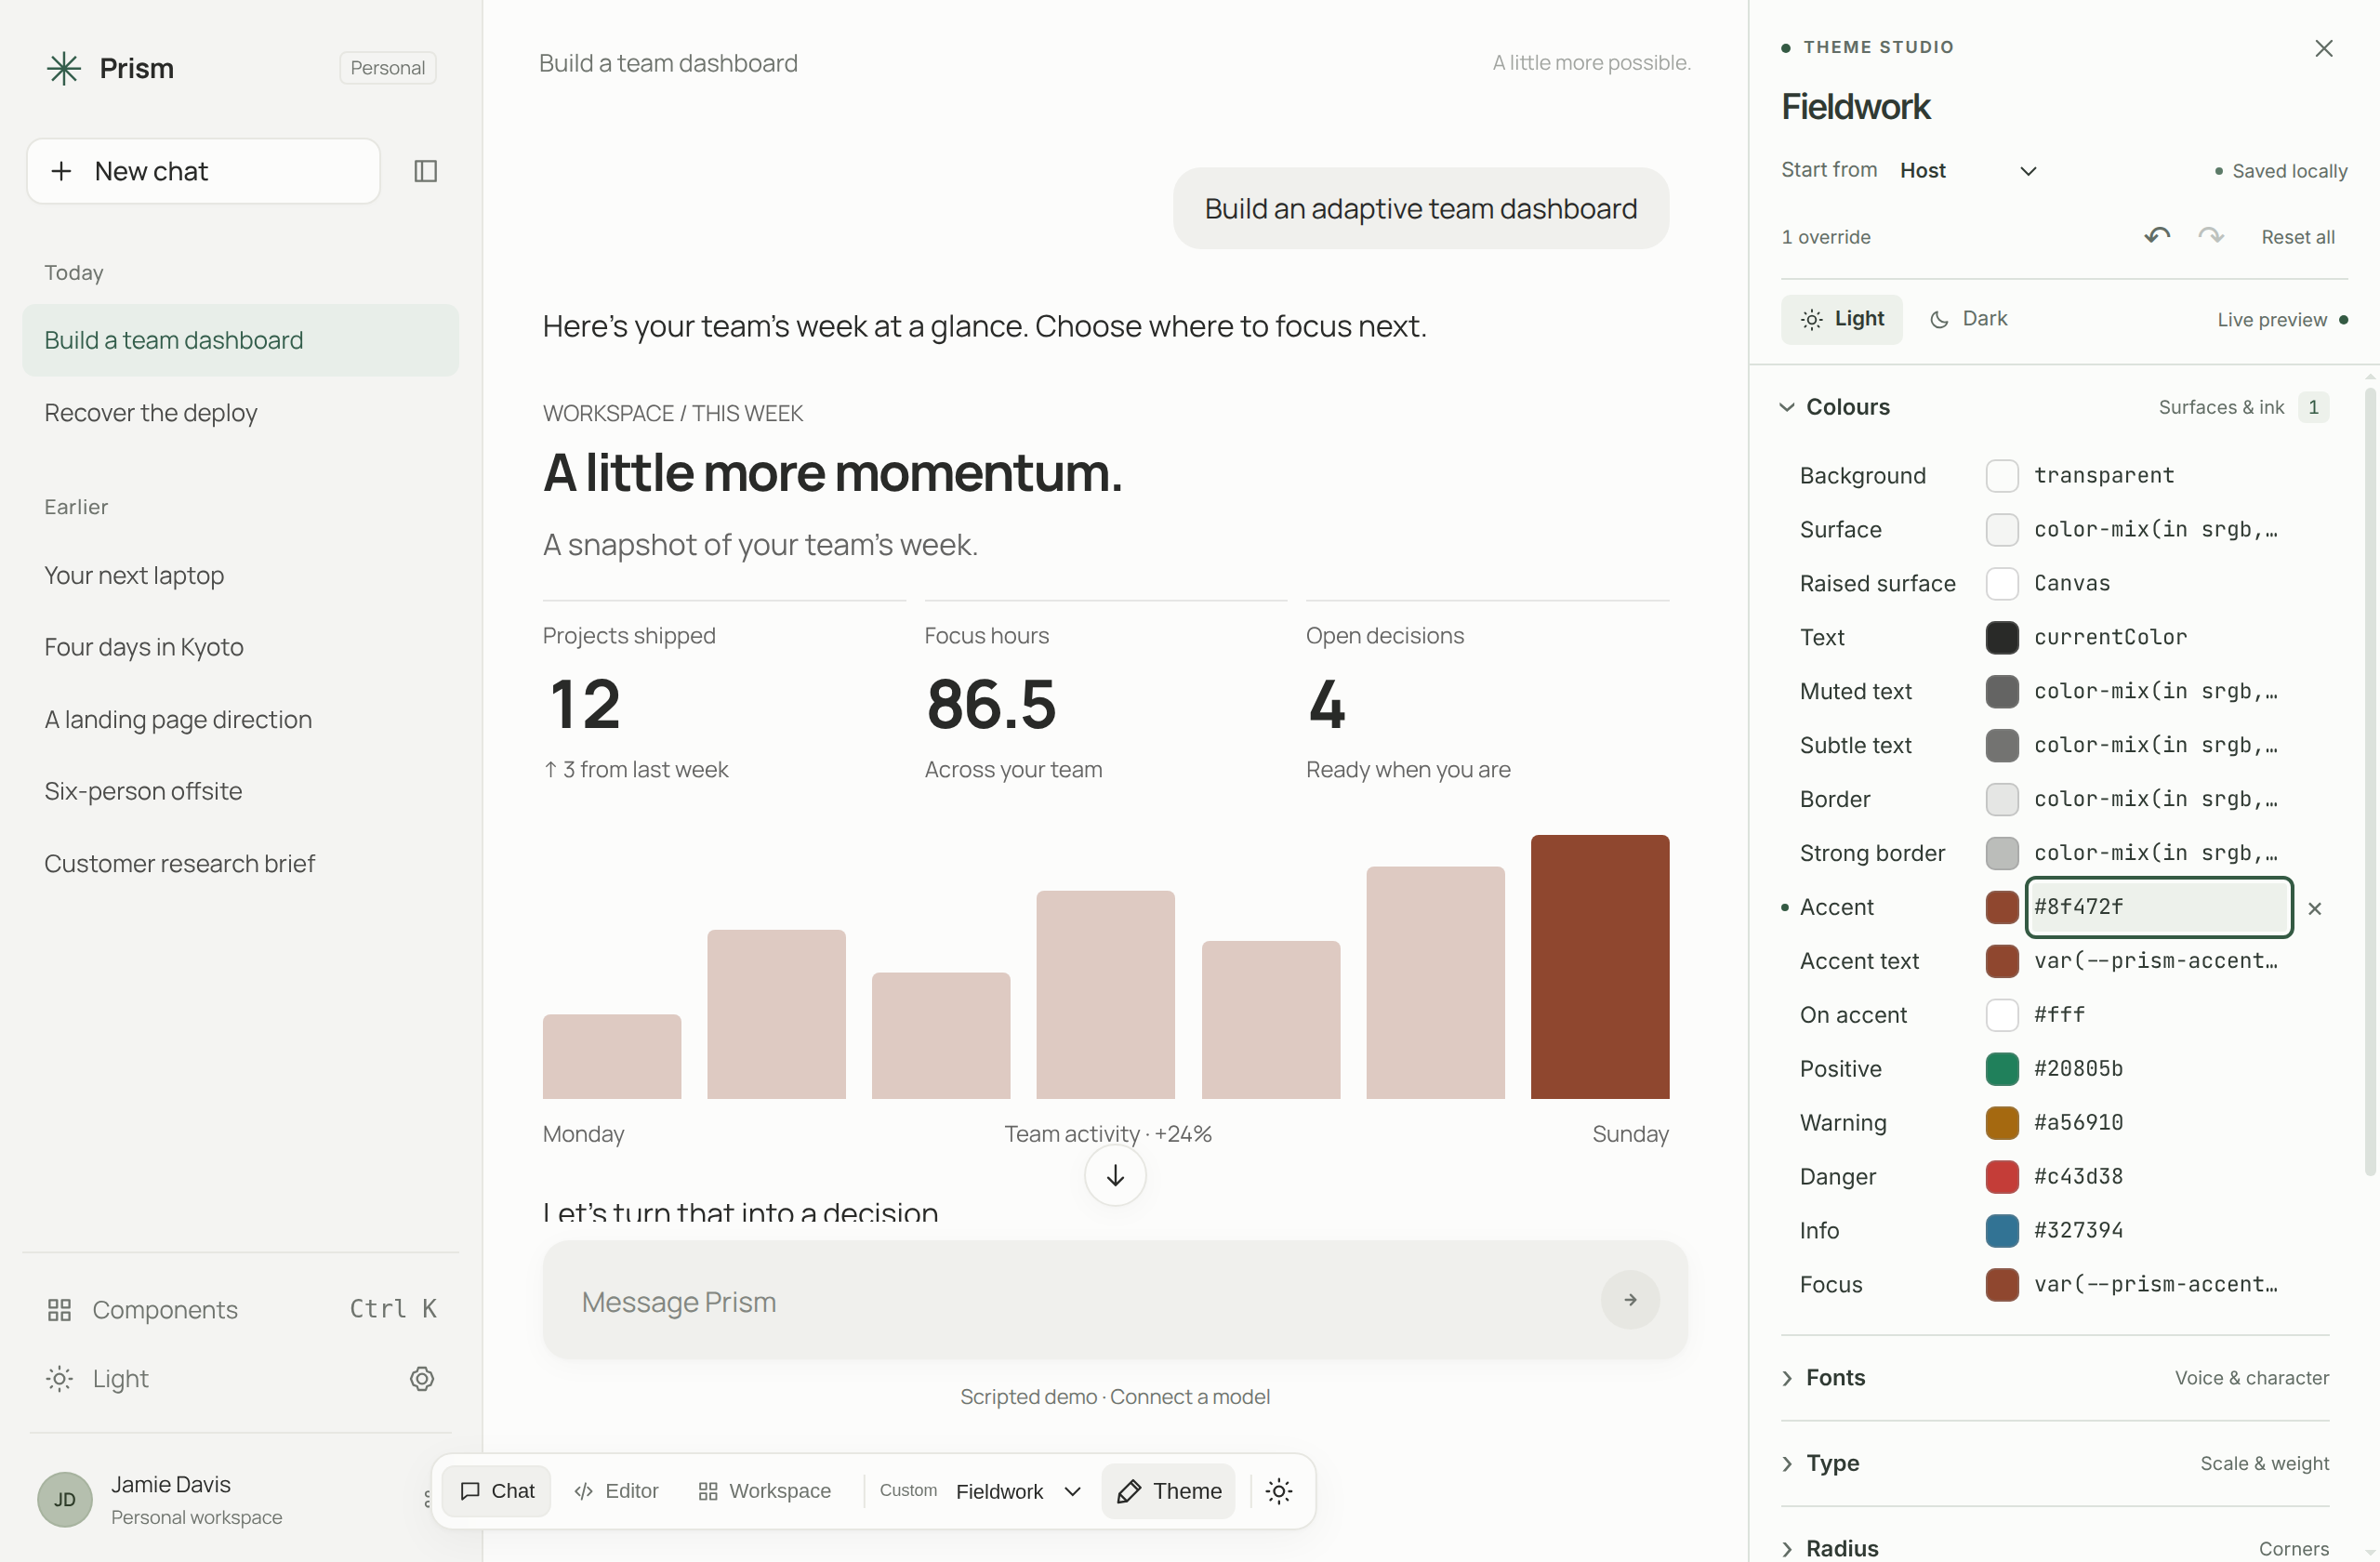 Prism
Personal
New chat
Today
Build a team dashboard
Recover the deploy
Earlier
Your next laptop
Four days in Kyoto
A landing page direction
Six-person offsite
Customer research brief
Components Ctrl K
Light
JD
Jamie Davis
Personal workspace
Build a team dashboard
A little more possible.
Build an adaptive team dashboard
Here’s your team’s week at a glance. Choose where to focus next.
WORKSPACE / THIS WEEK
A little more momentum.
A snapshot of your team’s week.
Projects shipped
12
↑ 3 from last week
Focus hours
86.5
Across your team
Open decisions
4
Ready when you are
Monday
Team activity · +24%
Sunday
Let’s turn that into a decision
Message Prism
Scripted demo · Connect a model
Chat
Editor
Workspace
Custom
Fieldwork
Theme
THEME STUDIO
Fieldwork
Start from Host
Saved locally
1 override
Reset all
Light
Dark
Live preview
Colours Surfaces & ink 1
Background transparent
Surface color-mix(in srgb,…
Raised surface Canvas
Text currentColor
Muted text color-mix(in srgb,…
Subtle text color-mix(in srgb,…
Border color-mix(in srgb,…
Strong border color-mix(in srgb,…
Accent #8f472f
Accent text var(--prism-accent…
On accent #fff
Positive #20805b
Warning #a56910
Danger #c43d38
Info #327394
Focus var(--prism-accent…
Fonts Voice & character
Type Scale & weight
Radius Corners